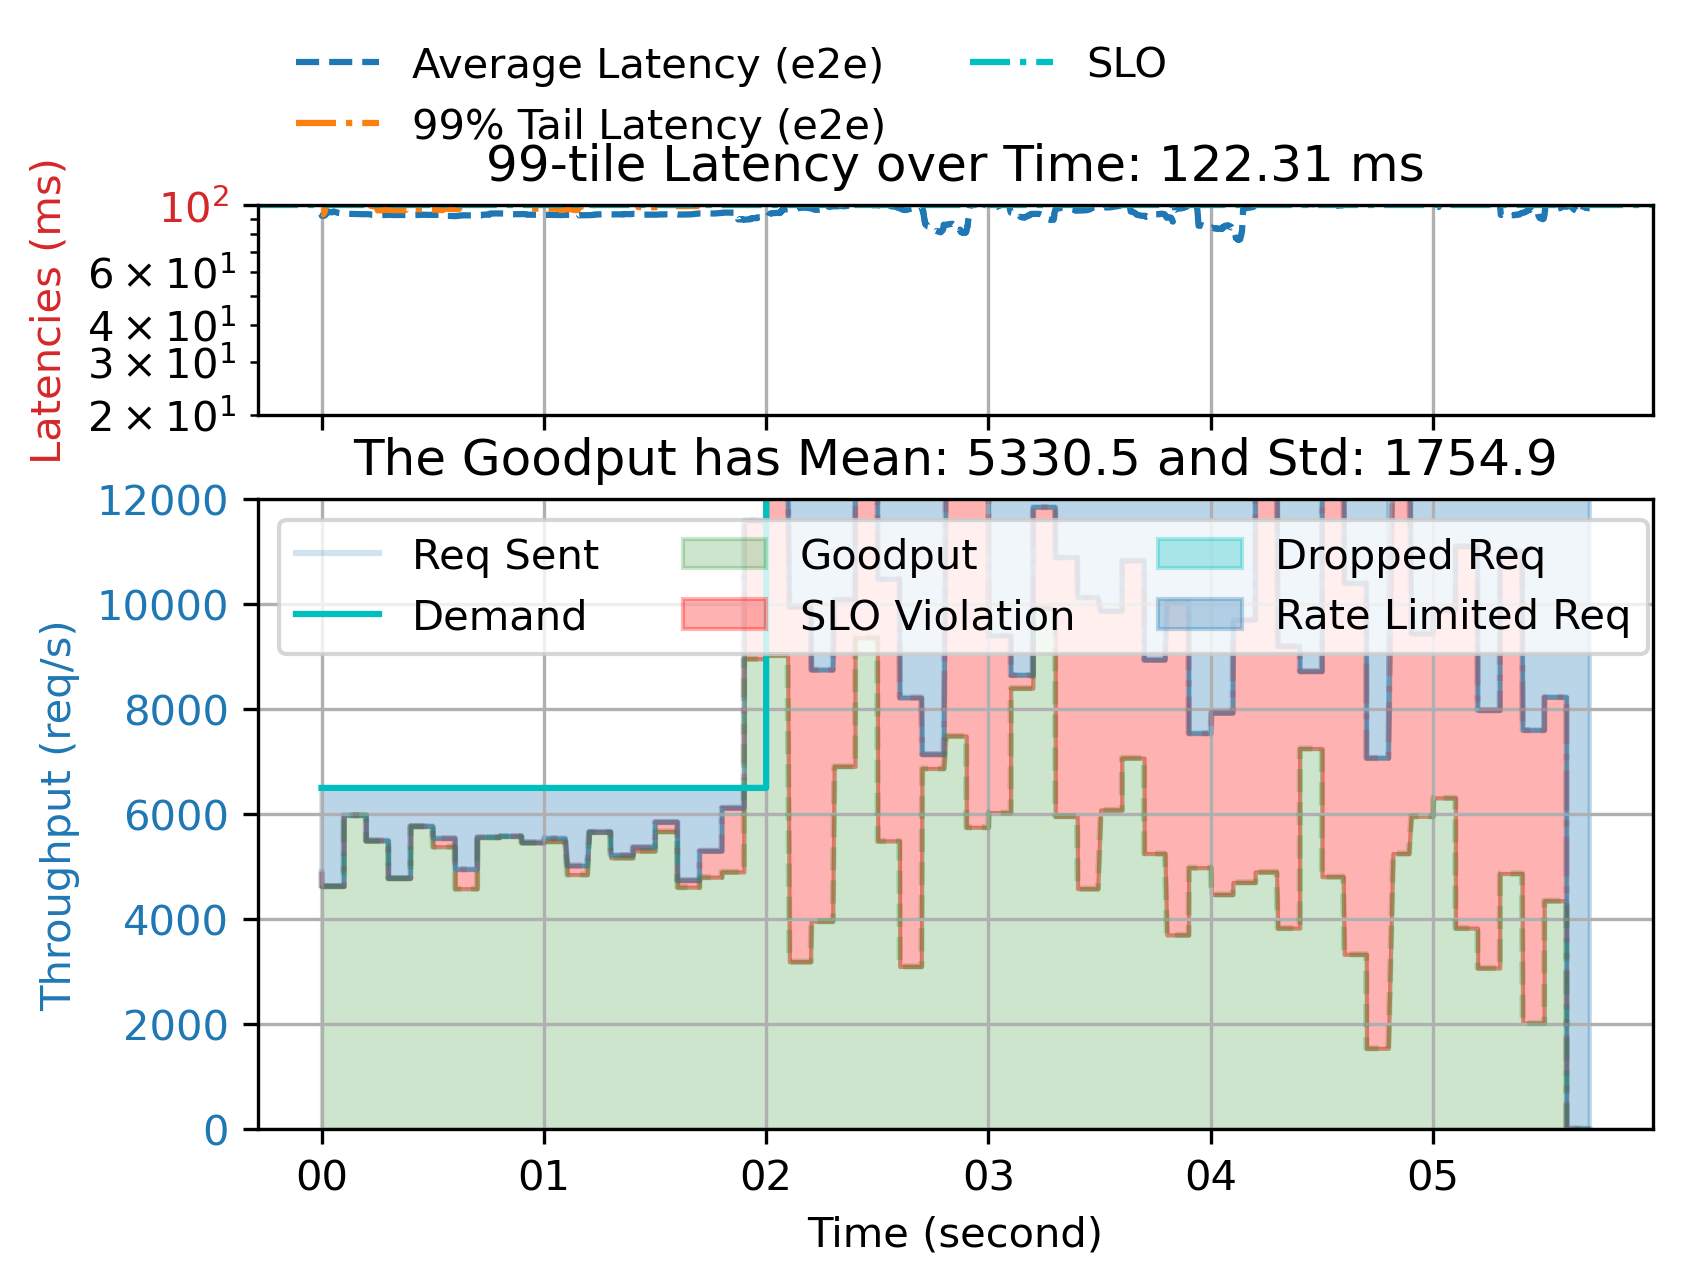 Average Latency (e2e) SLO
99% Tail Latency (e2e)
99-tile Latency over Time: 122.31 ms
Latencies (ms)
10²
6 × 10¹
4 × 10¹
3 × 10¹
2 × 10¹
The Goodput has Mean: 5330.5 and Std: 1754.9
Throughput (req/s)
12000
10000
8000
6000
4000
2000
0
Req Sent Goodput Dropped Req
Demand SLO Violation Rate Limited Req
00 01 02 03 04 05
Time (second)